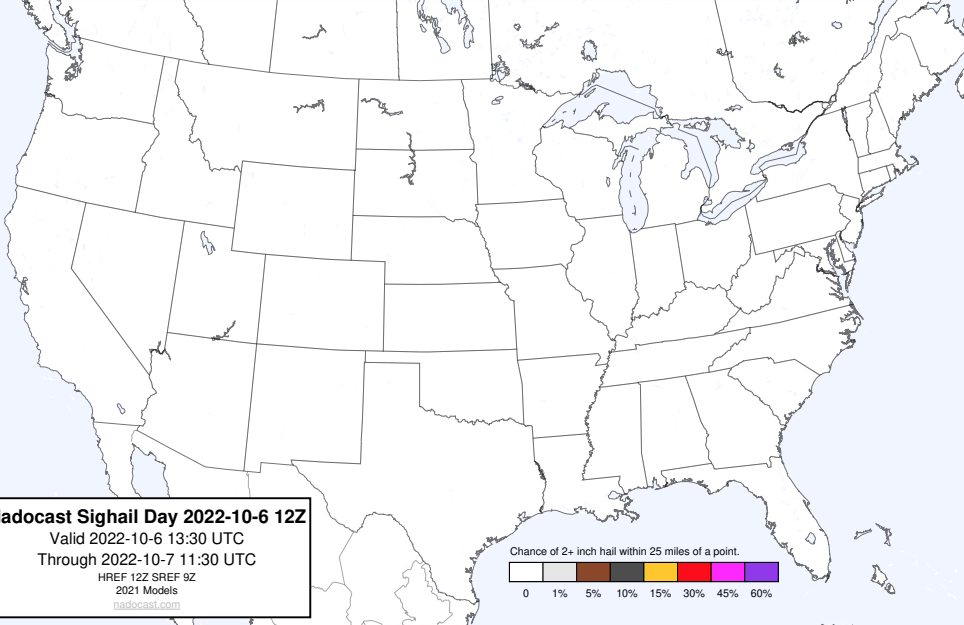 adocast Sighail Day 2022-10-6 12Z
Valid 2022-10-6 13:30 UTC
Through 2022-10-7 11:30 UTC
HREF 12Z SREF 9Z
2021 Models
nadocast.com
Chance of 2+ inch hail within 25 miles of a point.
0 1% 5% 10% 15% 30% 45% 60%